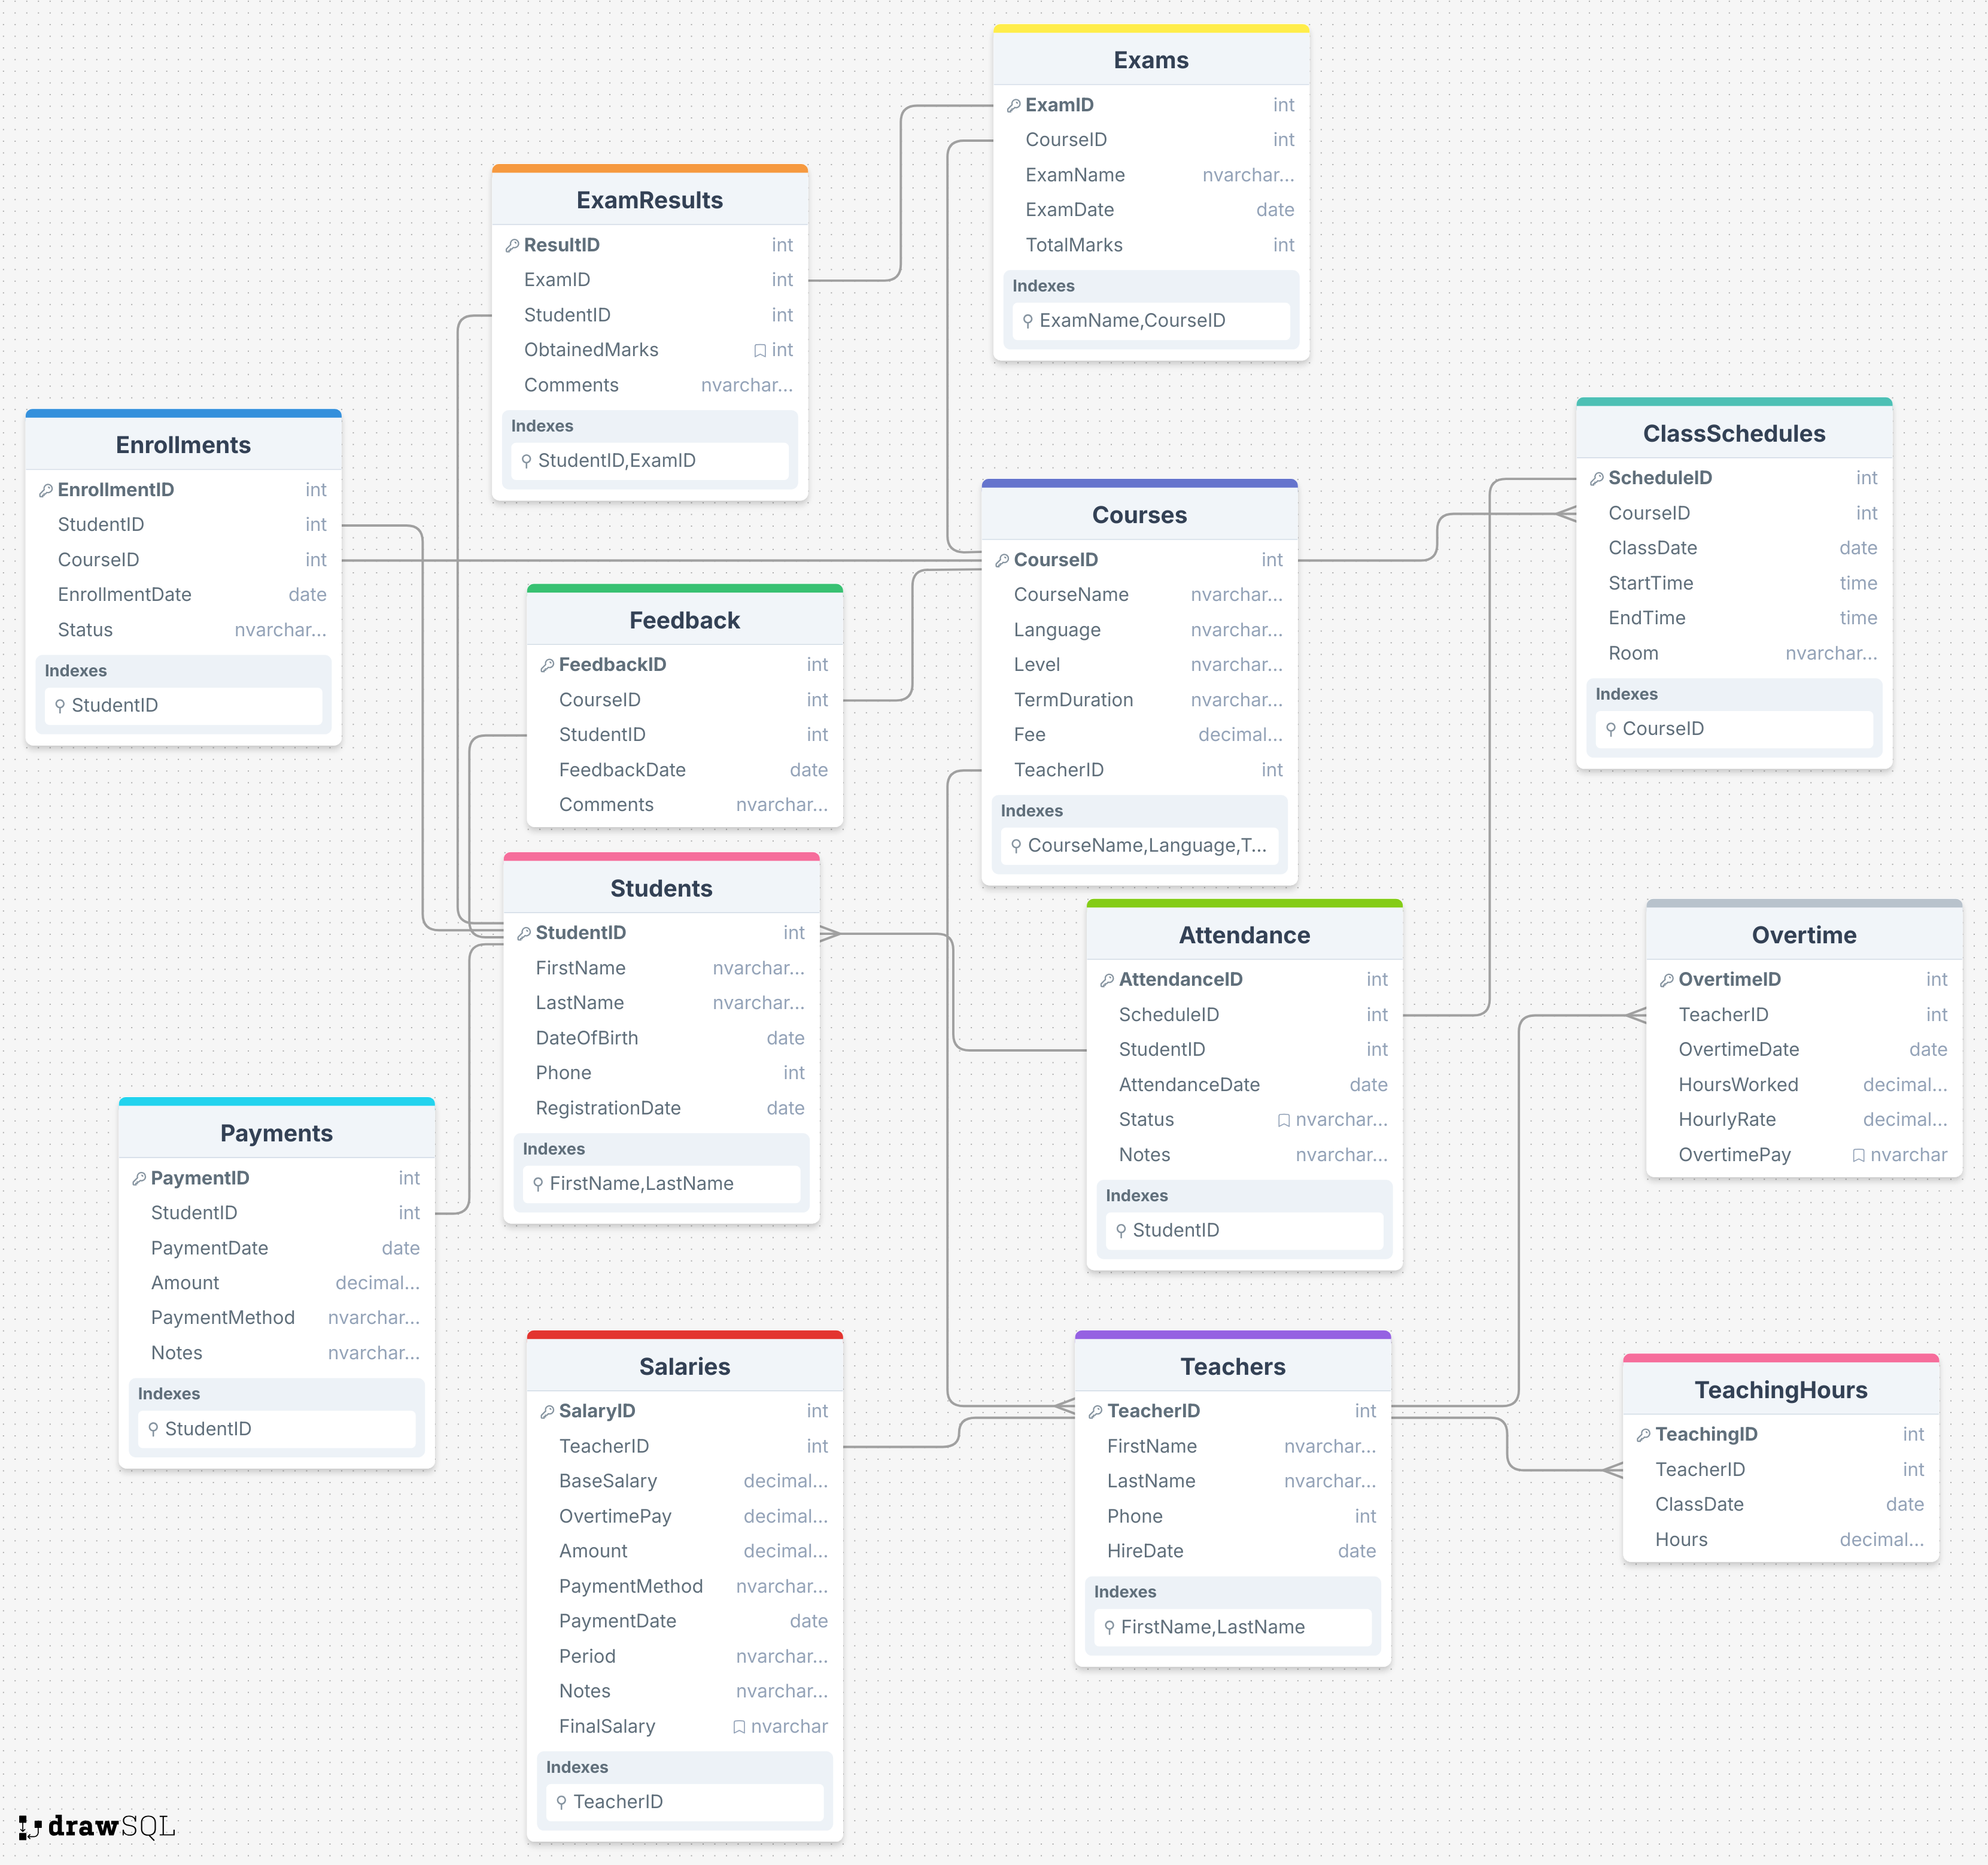 Exams
ExamID int
CourseID int
ExamName nvarchar...
ExamDate date
TotalMarks int
Indexes
ExamName,CourseID
ExamResults
ResultID int
ExamID int
StudentID int
ObtainedMarks int
Comments nvarchar...
Indexes
StudentID,ExamID
Enrollments
EnrollmentID int
StudentID int
CourseID int
EnrollmentDate date
Status nvarchar...
Indexes
StudentID
ClassSchedules
ScheduleID int
CourseID int
ClassDate date
StartTime time
EndTime time
Room nvarchar...
Indexes
CourseID
Courses
CourseID int
CourseName nvarchar...
Language nvarchar...
Level nvarchar...
TermDuration nvarchar...
Fee decimal...
TeacherID int
Indexes
CourseName,Language,T...
Feedback
FeedbackID int
CourseID int
StudentID int
FeedbackDate date
Comments nvarchar...
Students
StudentID int
FirstName nvarchar...
LastName nvarchar...
DateOfBirth date
Phone int
RegistrationDate date
Indexes
FirstName,LastName
Attendance
AttendanceID int
ScheduleID int
StudentID int
AttendanceDate date
Status nvarchar...
Notes nvarchar...
Indexes
StudentID
Overtime
OvertimeID int
TeacherID int
OvertimeDate date
HoursWorked decimal...
HourlyRate decimal...
OvertimePay nvarchar
Payments
PaymentID int
StudentID int
PaymentDate date
Amount decimal...
PaymentMethod nvarchar...
Notes nvarchar...
Indexes
StudentID
Salaries
SalaryID int
TeacherID int
BaseSalary decimal...
OvertimePay decimal...
Amount decimal...
PaymentMethod nvarchar...
PaymentDate date
Period nvarchar...
Notes nvarchar...
FinalSalary nvarchar
Indexes
TeacherID
Teachers
TeacherID int
FirstName nvarchar...
LastName nvarchar...
Phone int
HireDate date
Indexes
FirstName,LastName
TeachingHours
TeachingID int
TeacherID int
ClassDate date
Hours decimal...
drawSQL